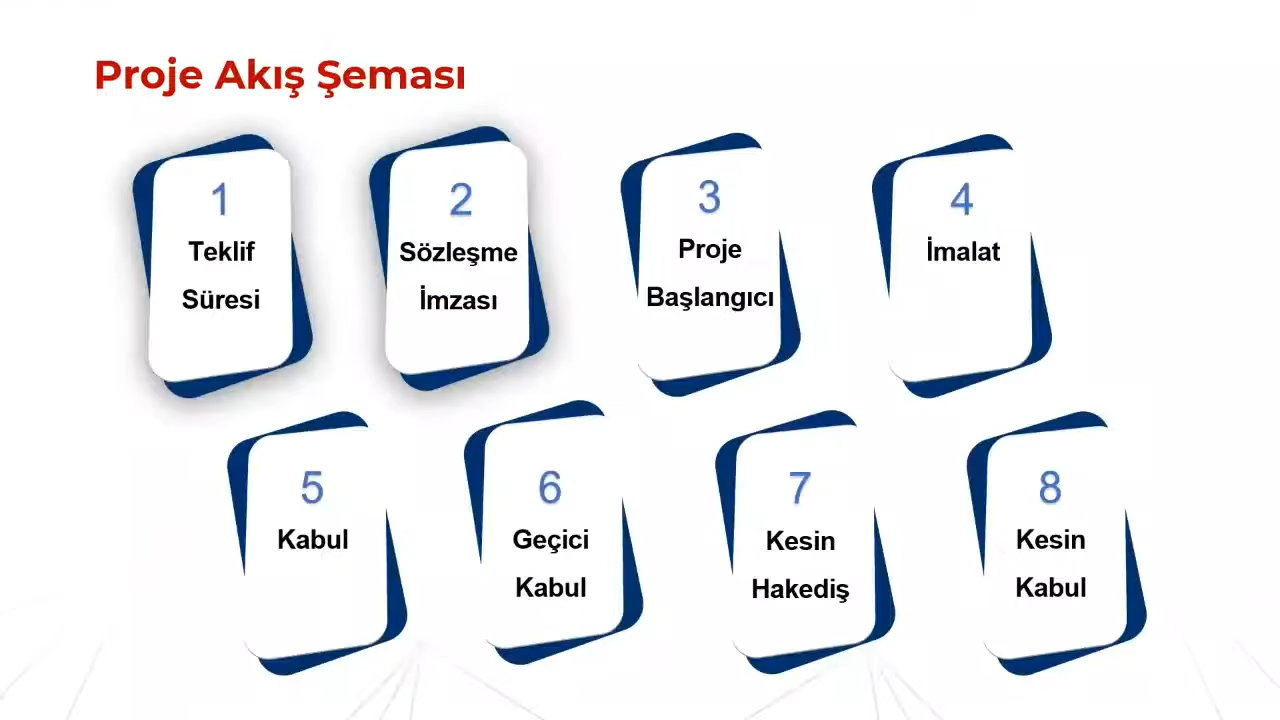 Proje Akış Şeması
1
Teklif
Süresi
2
Sözleşme
İmzası
3
Proje
Başlangıcı
4
İmalat
5
Kabul
6
Geçici
Kabul
7
Kesin
Hakediş
8
Kesin
Kabul